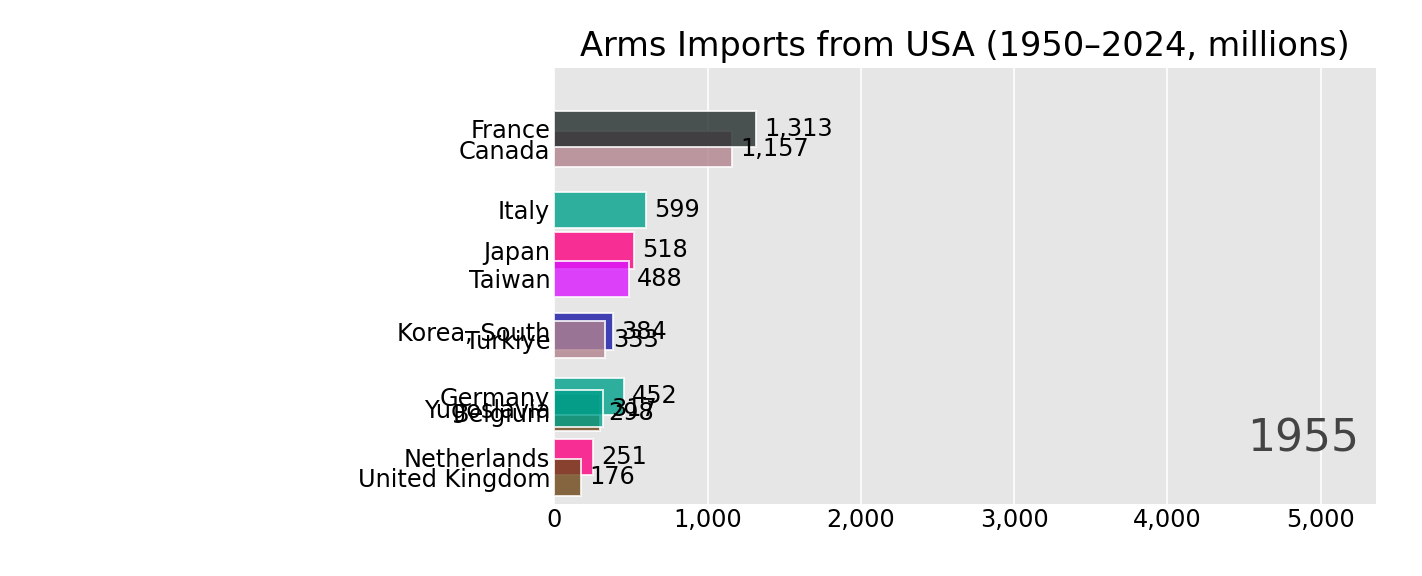 Arms Imports from USA (1950–2024, millions)
France 1,313
Canada 1,157
Italy 599
Japan 518
Taiwan 488
Korea, South 384
Türkiye 333
Germany 452
Yugoslavia 317
Belgium 298
Netherlands 251
United Kingdom 176
1955
0 1,000 2,000 3,000 4,000 5,000